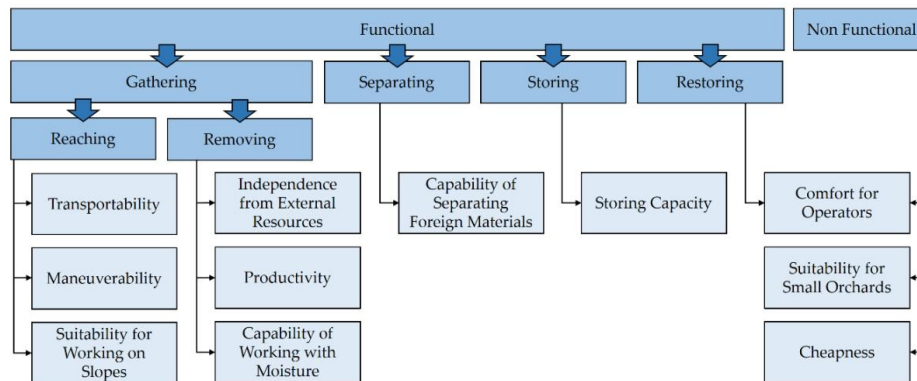 Functional
Non Functional
Gathering
Separating
Storing
Restoring
Reaching
Removing
Transportability
Independence
from External
Resources
Capability of
Separating
Foreign Materials
Storing Capacity
Comfort for
Operators
Maneuverability
Productivity
Suitability for
Small Orchards
Suitability for
Working on
Slopes
Capability of
Working with
Moisture
Cheapness